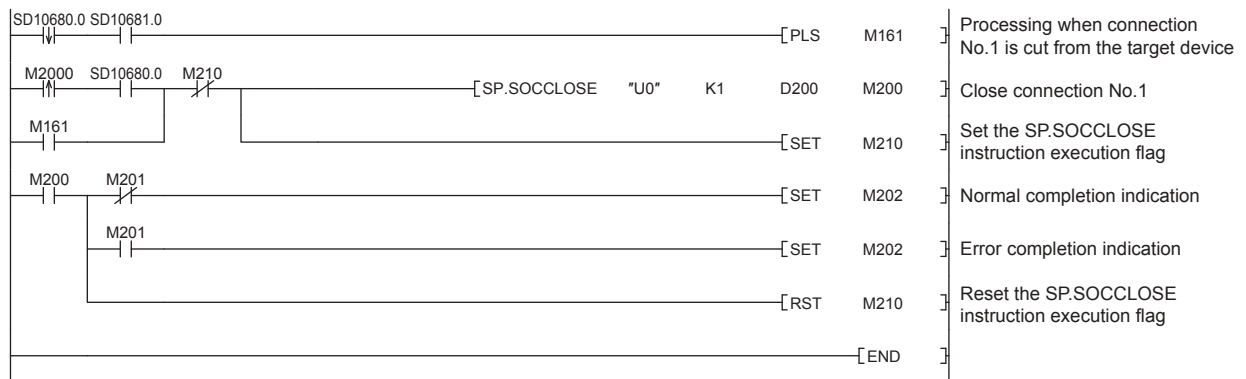 SD10680.0 SD10681.0
PLS M161
Processing when connection
No.1 is cut from the target device
M2000 SD10680.0 M210
SP.SOCCLOSE "U0" K1 D200 M200
Close connection No.1
M161
SET M210
Set the SP.SOCCLOSE
instruction execution flag
M200 M201
SET M202
Normal completion indication
M201
SET M202
Error completion indication
RST M210
Reset the SP.SOCCLOSE
instruction execution flag
END